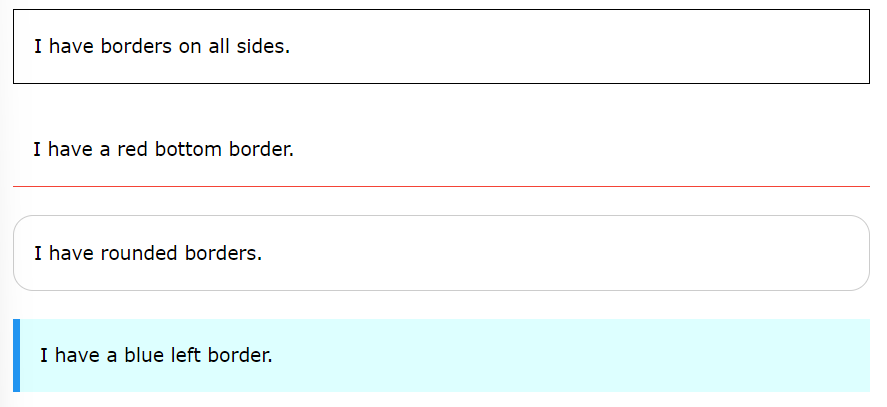 I have borders on all sides.
I have a red bottom border.
I have rounded borders.
I have a blue left border.